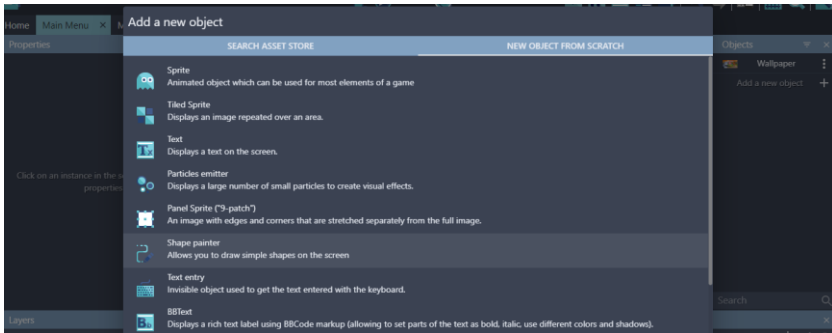 Home Main Menu × M
Add a new object
Properties
SEARCH ASSET STORE
NEW OBJECT FROM SCRATCH
Objects
Wallpaper
Add a new object +
Sprite
Animated object which can be used for most elements of a game
Tiled Sprite
Displays an image repeated over an area.
Text
Displays a text on the screen.
Particles emitter
Displays a large number of small particles to create visual effects.
Click on an instance in the s
properties
Panel Sprite ("9-patch")
An image with edges and corners that are stretched separately from the full image.
Shape painter
Allows you to draw simple shapes on the screen
Text entry
Invisible object used to get the text entered with the keyboard.
BBText
Displays a rich text label using BBCode markup (allowing to set parts of the text as bold, italic, use different colors and shadows).
Search
Layers